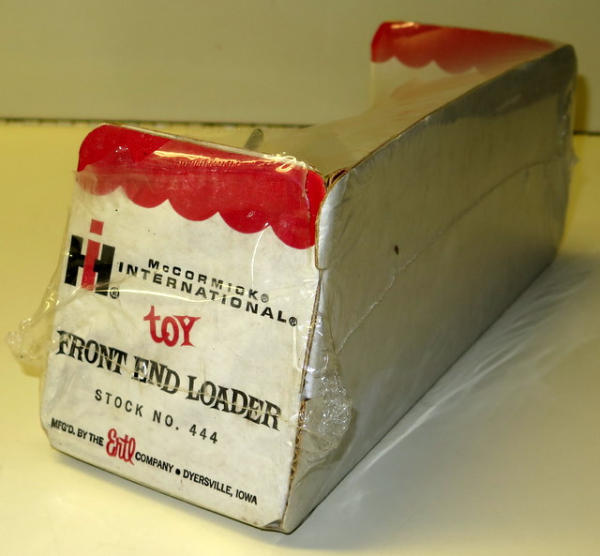 IH®
McCORMICK®
INTERNATIONAL®
toy
FRONT END LOADER
STOCK NO. 444
MFG'D. BY THE Ertl COMPANY • DYERSVILLE, IOWA